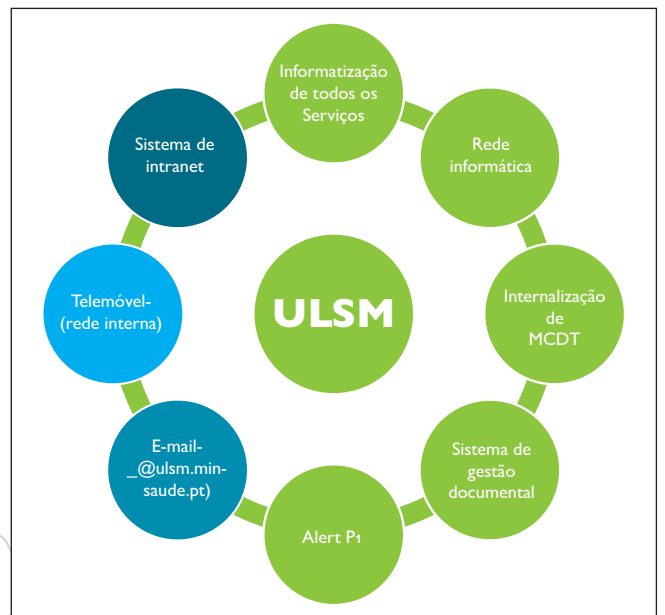 Informatização
de todos os
Serviços
Rede
informática
Internalização
de
MCDT
Sistema de
gestão
documental
Alert P1
E-mail-
_@ulsm.min-
saude.pt)
Telemóvel-
(rede interna)
Sistema de
intranet
ULSM